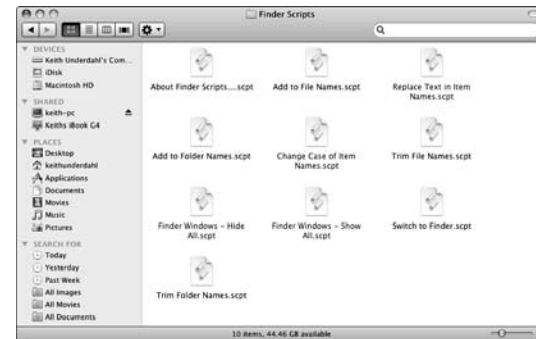 Finder Scripts
DEVICES
Keith Underdahl's Com...
iDisk
Macintosh HD
SHARED
keith-pc
Keiths iBook G4
PLACES
Desktop
keithunderdahl
Applications
Documents
Movies
Music
Pictures
SEARCH FOR
Today
Yesterday
Past Week
All Images
All Movies
All Documents
About Finder Scripts....scpt
Add to File Names.scpt
Replace Text in Item
Names.scpt
Add to Folder Names.scpt
Change Case of Item
Names.scpt
Trim File Names.scpt
Finder Windows – Hide
All.scpt
Finder Windows – Show
All.scpt
Switch to Finder.scpt
Trim Folder Names.scpt
10 items, 44.46 GB available